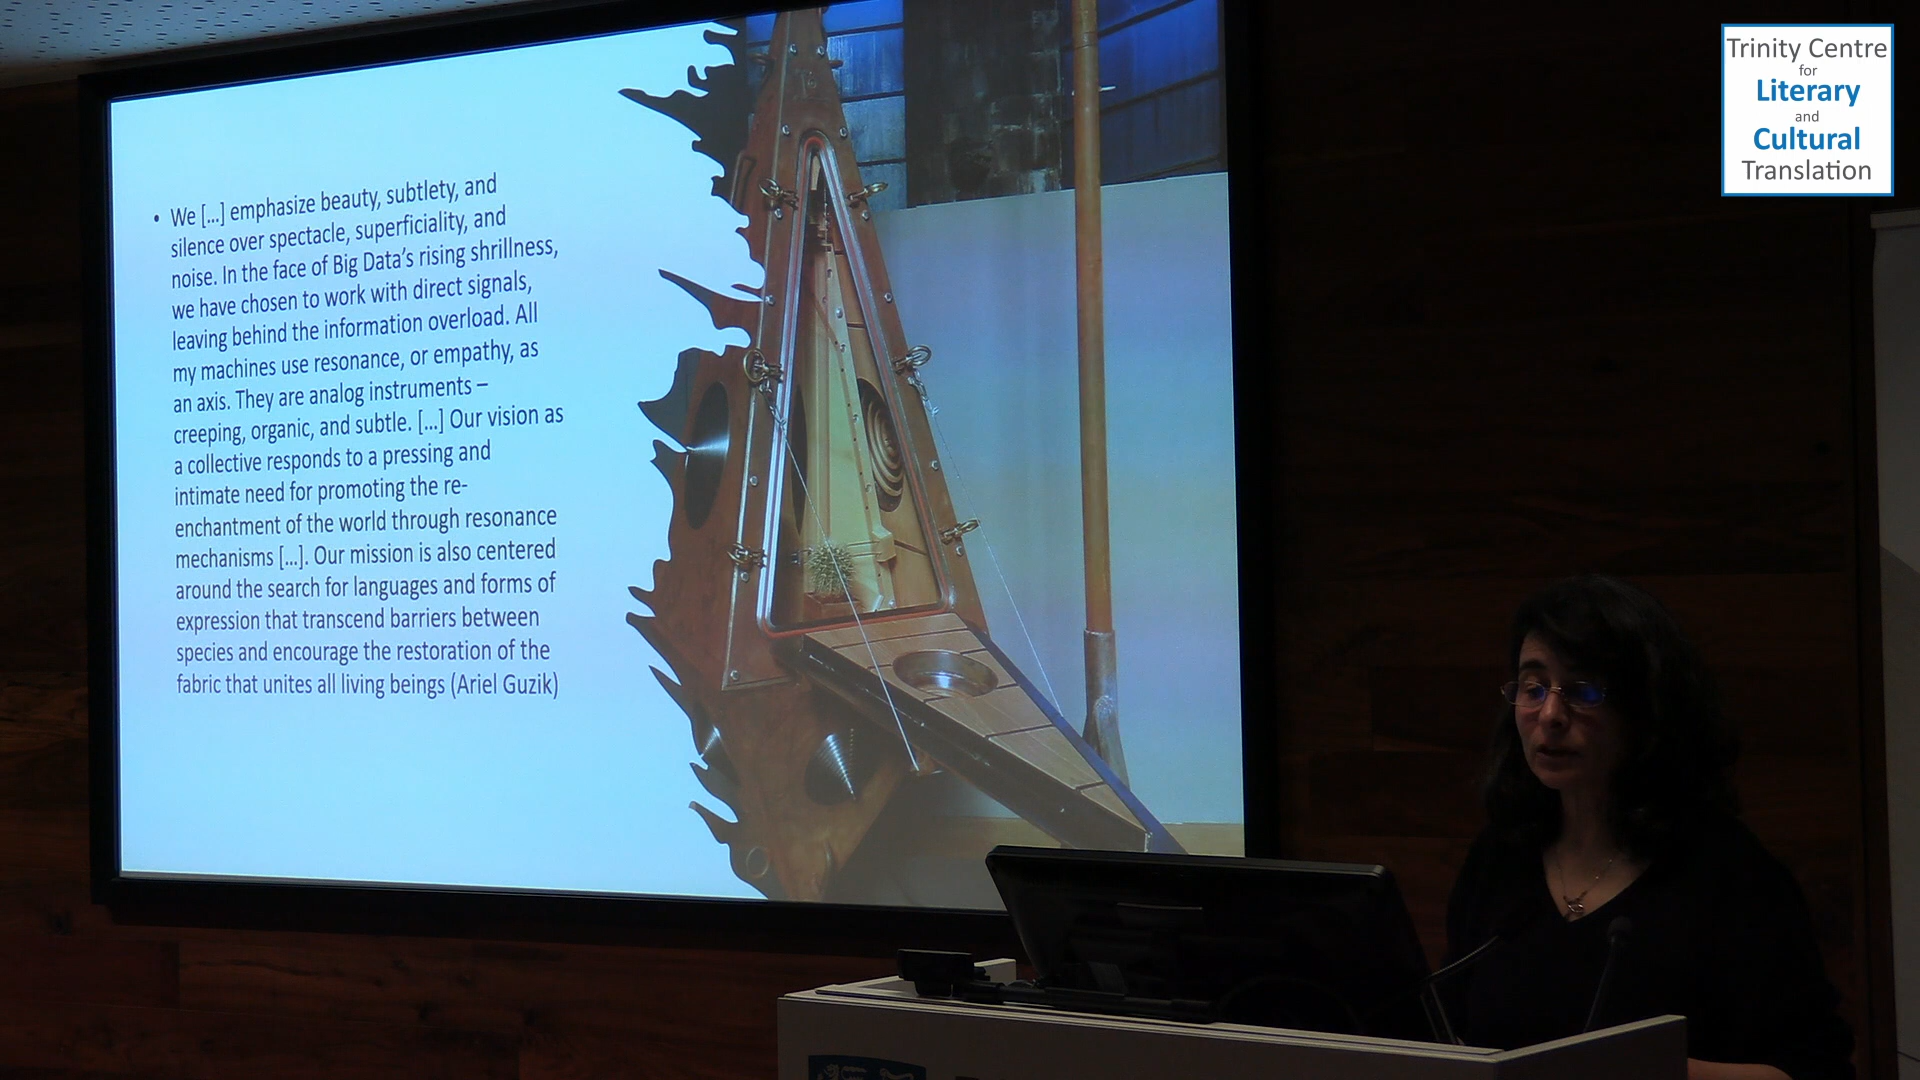 • We [...] emphasize beauty, subtlety, and
silence over spectacle, superficiality, and
noise. In the face of Big Data's rising shrillness,
we have chosen to work with direct signals,
leaving behind the information overload. All
my machines use resonance, or empathy, as
an axis. They are analog instruments –
creeping, organic, and subtle. [...] Our vision as
a collective responds to a pressing and
intimate need for promoting the re-
enchantment of the world through resonance
mechanisms [...]. Our mission is also centered
around the search for languages and forms of
expression that transcend barriers between
species and encourage the restoration of the
fabric that unites all living beings (Ariel Guzik)
Trinity Centre
for
Literary
and
Cultural
Translation